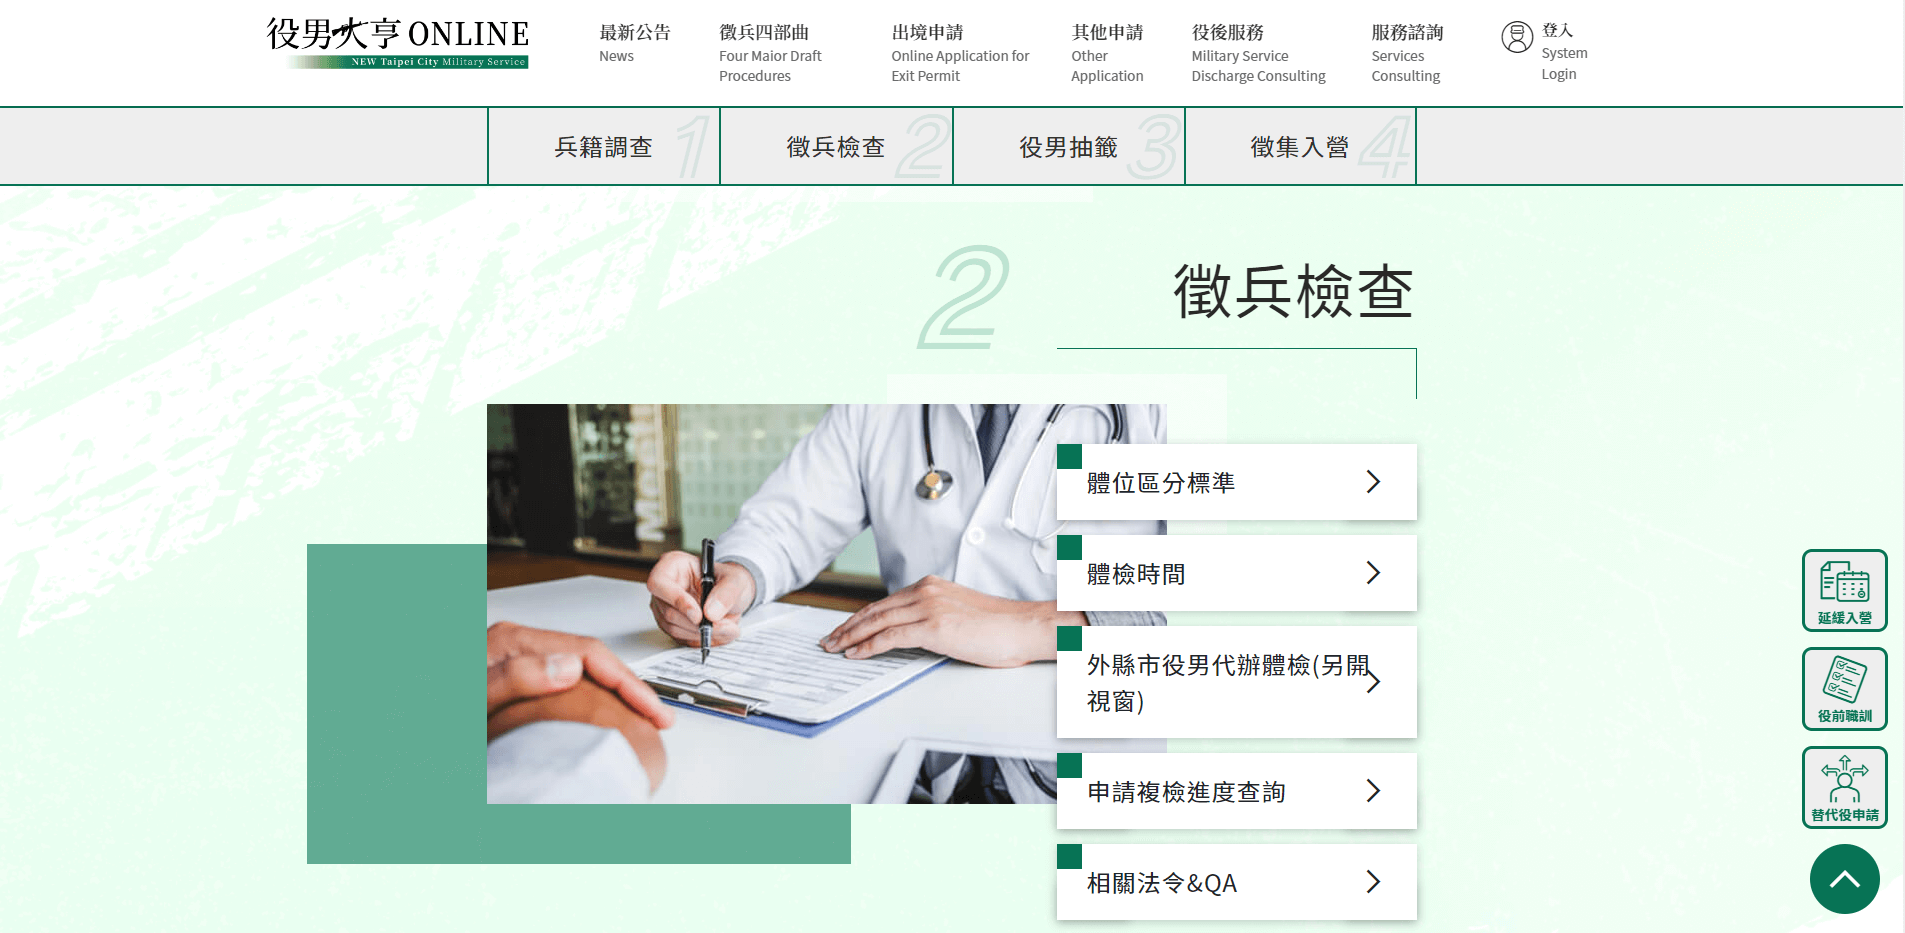 役男大亨 ONLINE
NEW Taipei City Military Service
最新公告
News
徵兵四部曲
Four Maior Draft
Procedures
出境申請
Online Application for
Exit Permit
其他申請
Other
Application
役後服務
Military Service
Discharge Consulting
服務諮詢
Services
Consulting
登入
System
Login
兵籍調查 1
徵兵檢查 2
役男抽籤 3
徵集入營 4
2
徵兵檢查
體位區分標準
體檢時間
外縣市役男代辦體檢(另開
視窗)
申請複檢進度查詢
相關法令&QA
延緩入營
役前職訓
替代役申請